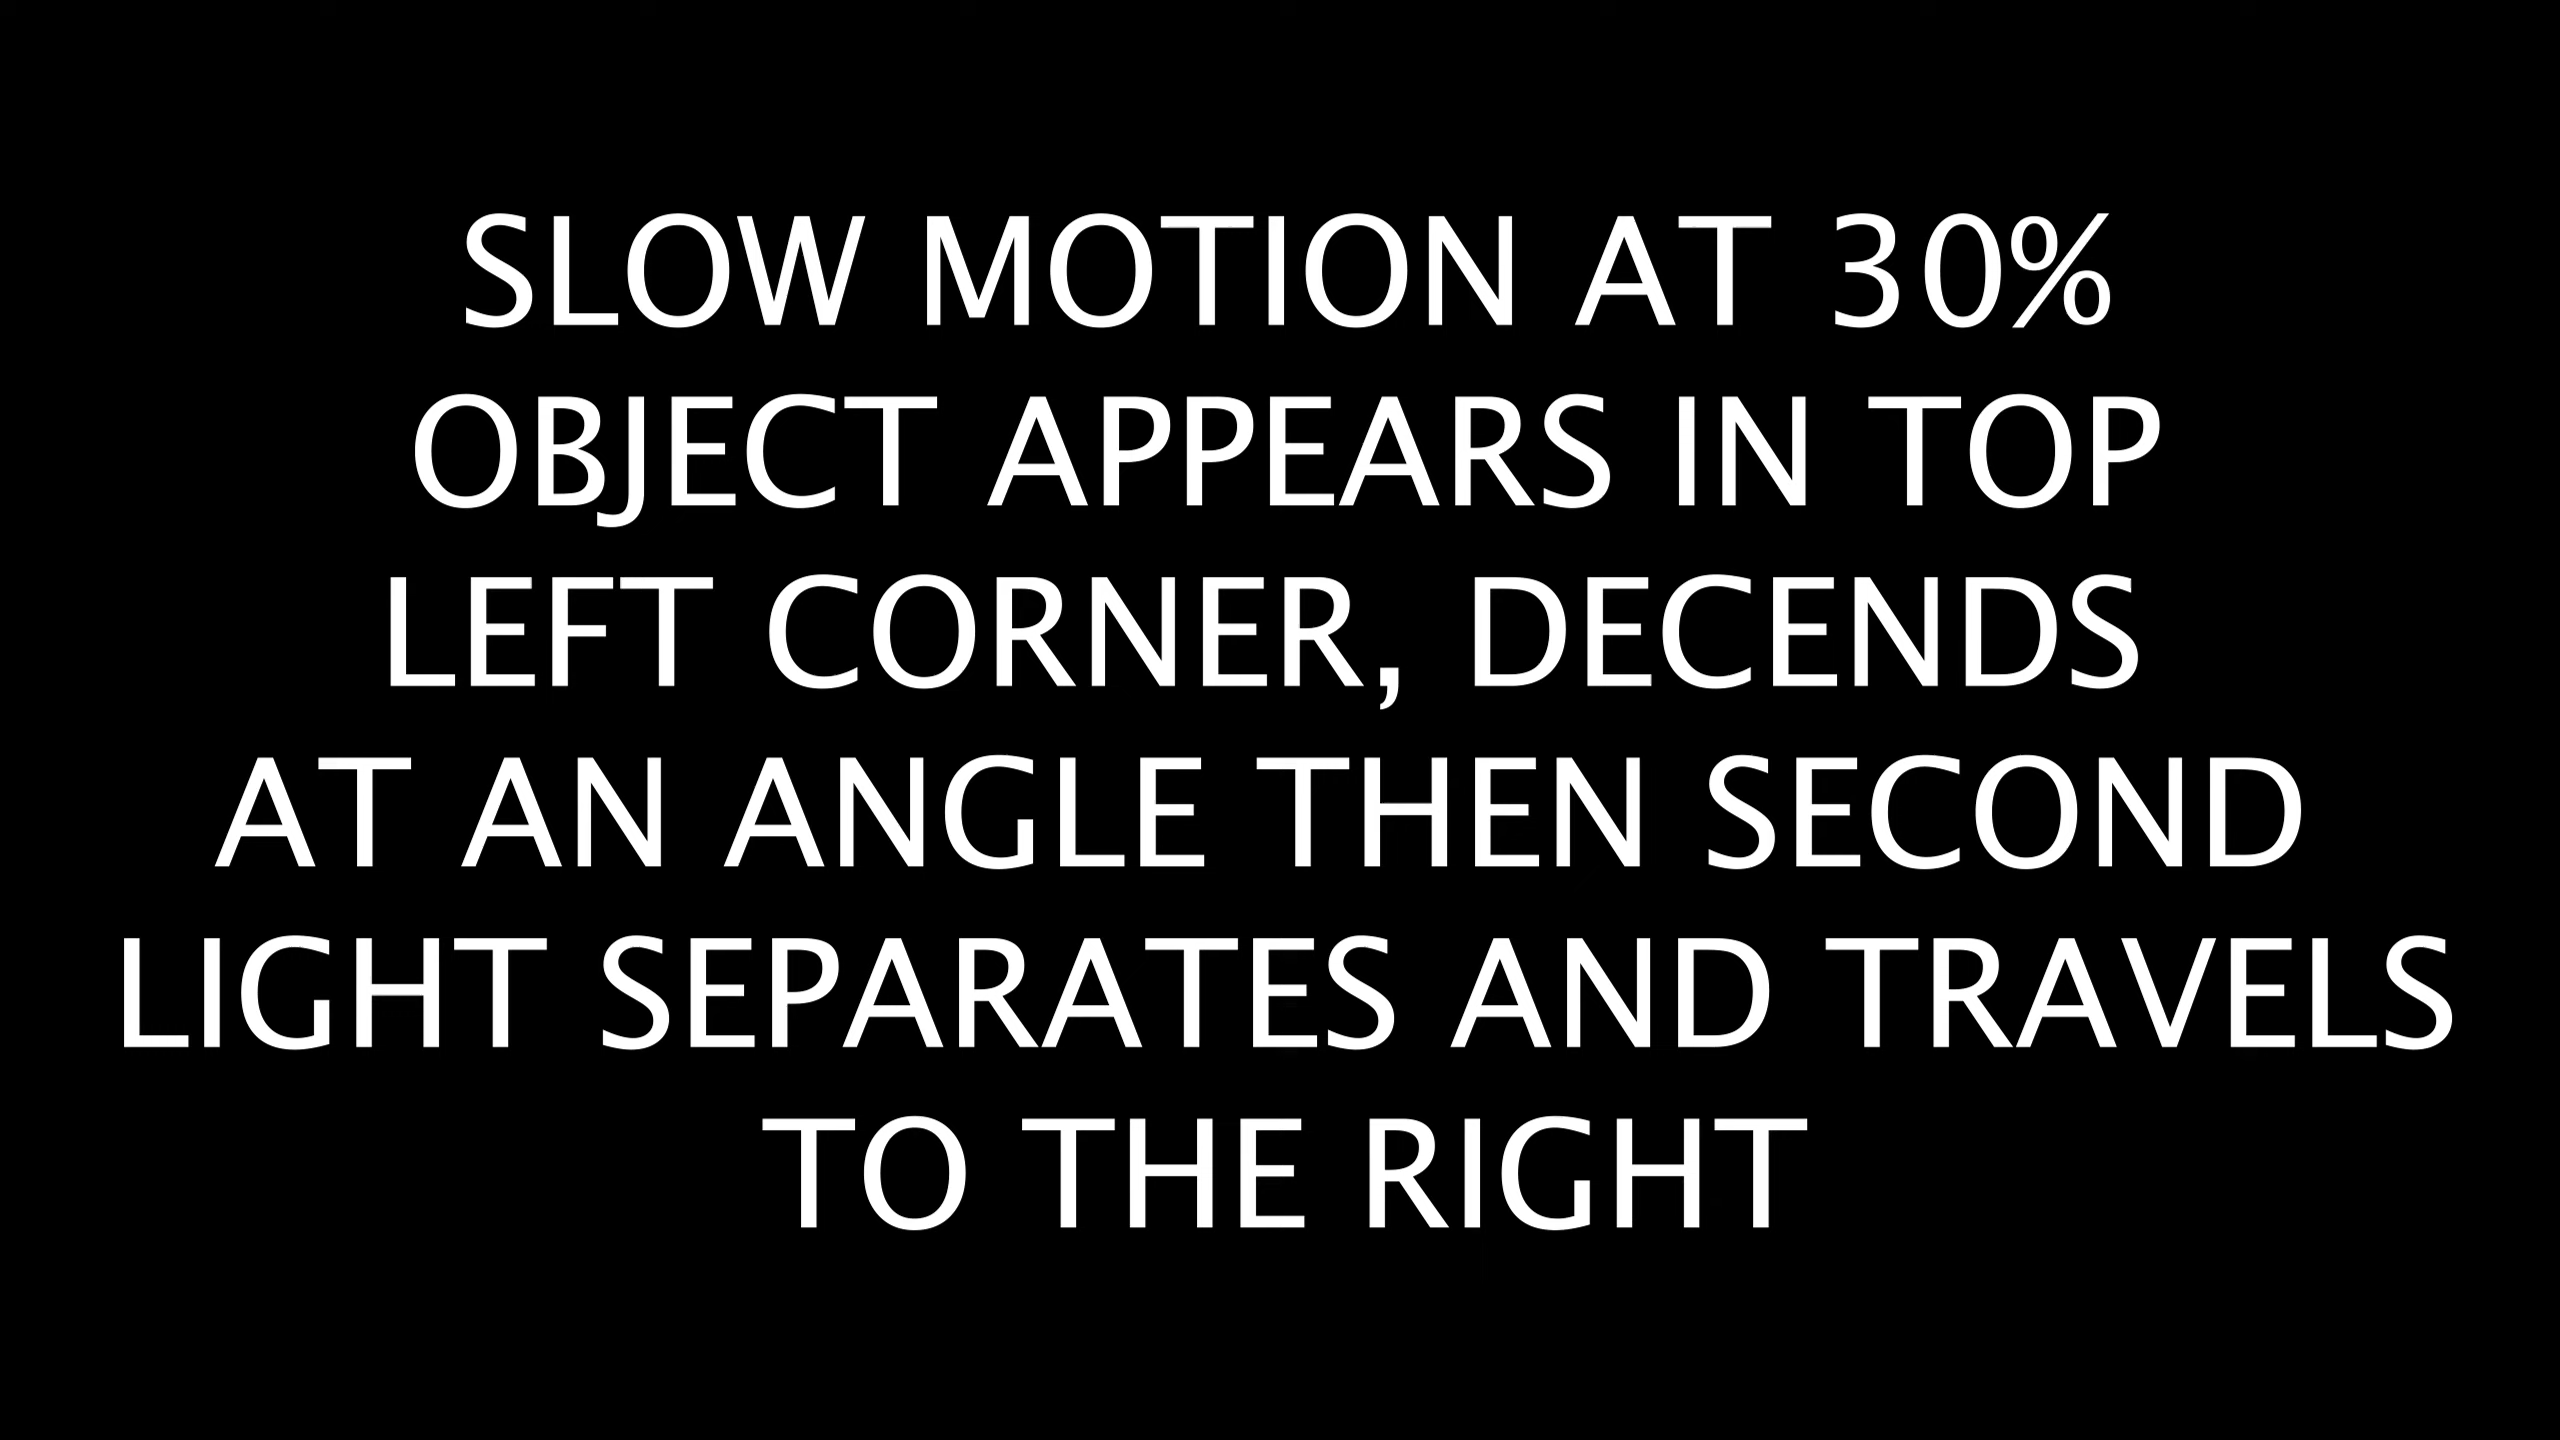 SLOW MOTION AT 30%
OBJECT APPEARS IN TOP
LEFT CORNER, DECENDS
AT AN ANGLE THEN SECOND
LIGHT SEPARATES AND TRAVELS
TO THE RIGHT